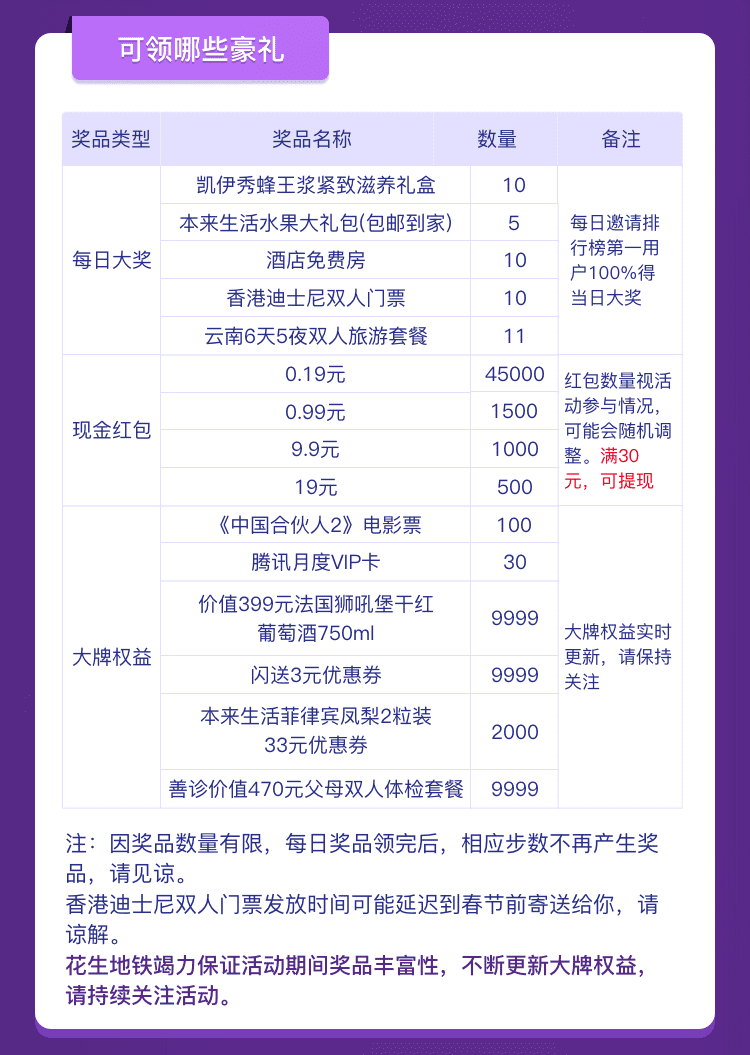 可领哪些豪礼
奖品类型 奖品名称 数量 备注
每日大奖
凯伊秀蜂王浆紧致滋养礼盒 10
本来生活水果大礼包(包邮到家) 5
酒店免费房 10
香港迪士尼双人门票 10
云南6天5夜双人旅游套餐 11
每日邀请排
行榜第一用
户100%得
当日大奖
现金红包
0.19元 45000
0.99元 1500
9.9元 1000
19元 500
红包数量视活
动参与情况，
可能会随机调
整。满30
元，可提现
大牌权益
《中国合伙人2》电影票 100
腾讯月度VIP卡 30
价值399元法国狮吼堡干红
葡萄酒750ml 9999
闪送3元优惠券 9999
本来生活菲律宾凤梨2粒装
33元优惠券 2000
善诊价值470元父母双人体检套餐 9999
大牌权益实时
更新，请保持
关注
注：因奖品数量有限，每日奖品领完后，相应步数不再产生奖
品，请见谅。
香港迪士尼双人门票发放时间可能延迟到春节前寄送给你，请
谅解。
花生地铁竭力保证活动期间奖品丰富性，不断更新大牌权益，
请持续关注活动。